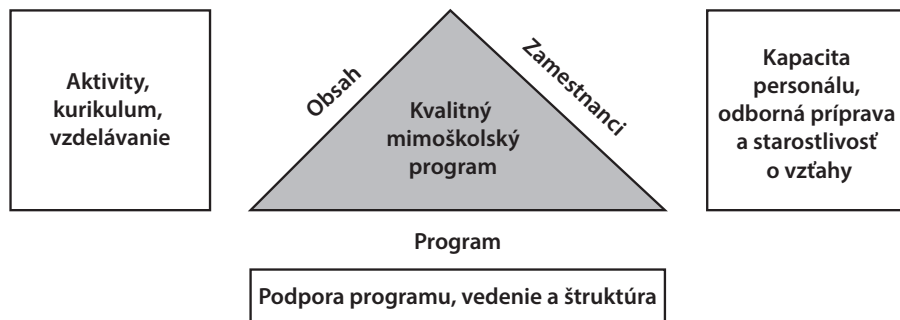 Aktivity,
kurikulum,
vzdelávanie
Obsah
Kvalitný
mimoškolský
program
Zamestnanci
Kapacita
personálu,
odborná príprava
a starostlivosť
o vzťahy
Program
Podpora programu, vedenie a štruktúra